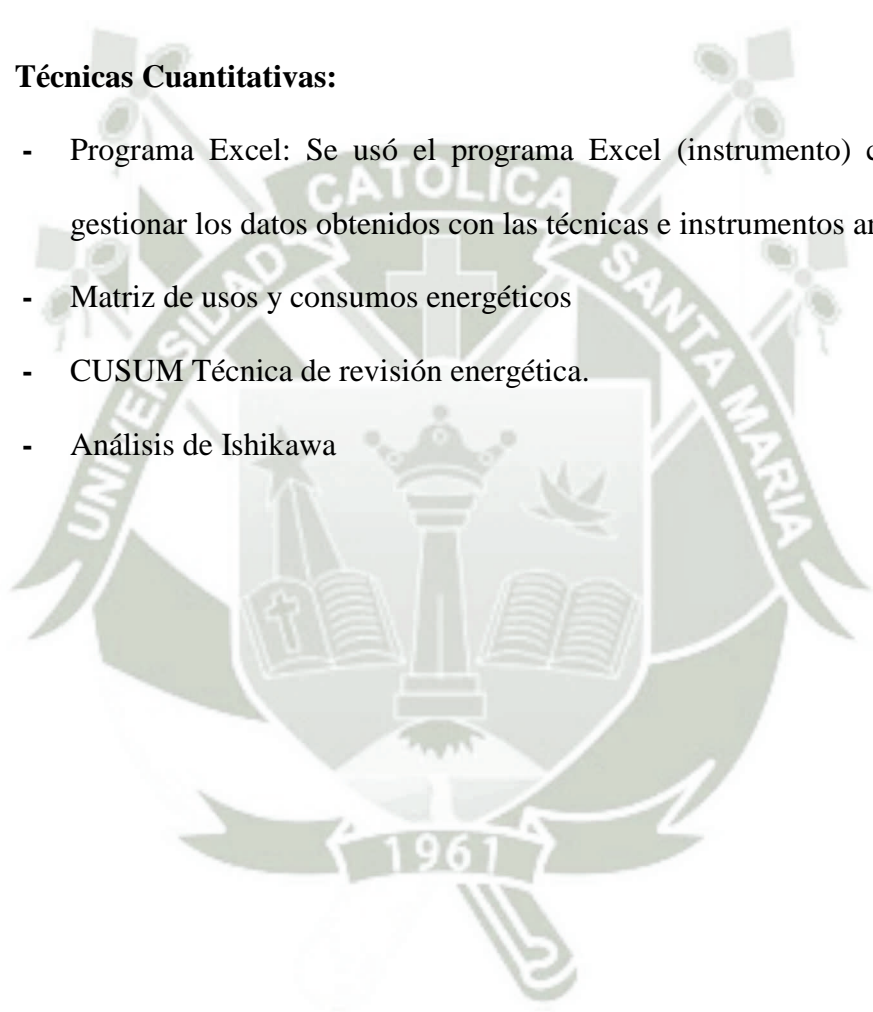 Técnicas Cuantitativas:
- Programa Excel: Se usó el programa Excel (instrumento)
gestionar los datos obtenidos con las técnicas e instrumentos
- Matriz de usos y consumos energéticos
- CUSUM Técnica de revisión energética.
- Análisis de Ishikawa
UNIVERSIDAD CATOLICA SANTA MARIA
1961